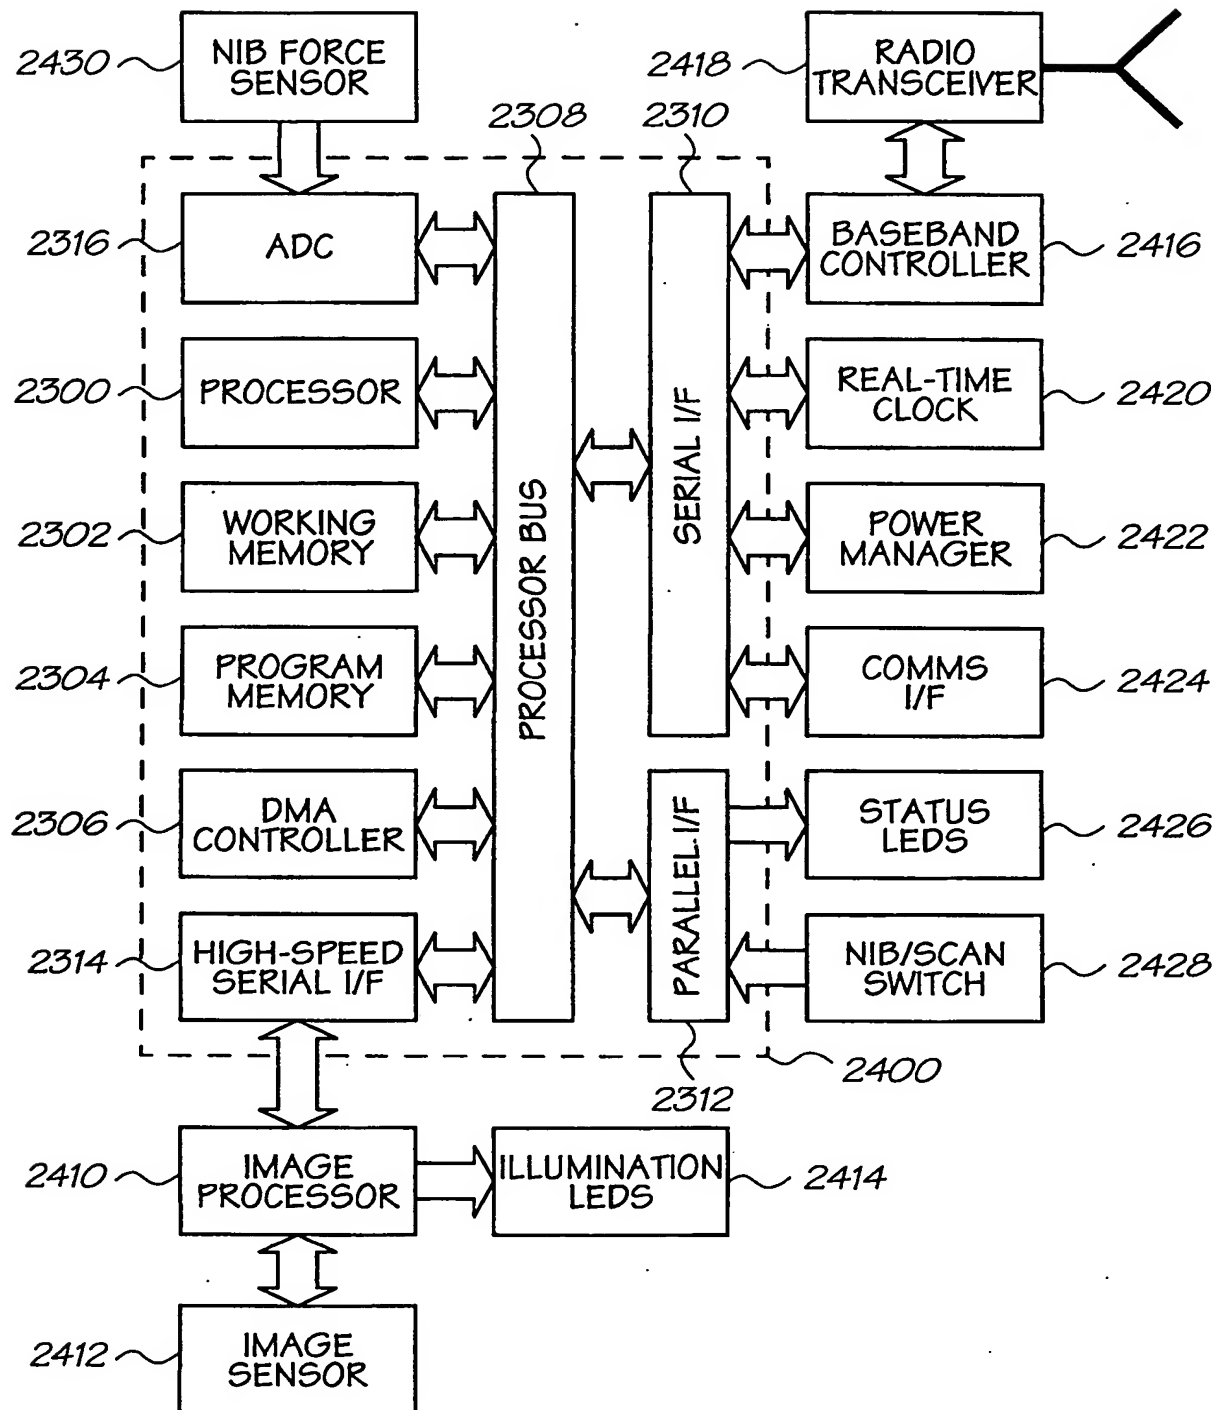 2430
NIB FORCE
SENSOR
2418
RADIO
TRANSCEIVER
2308
2310
2316
ADC
BASEBAND
CONTROLLER
2416
2300
PROCESSOR
REAL-TIME
CLOCK
2420
2302
WORKING
MEMORY
PROCESSOR BUS
SERIAL I/F
POWER
MANAGER
2422
2304
PROGRAM
MEMORY
COMMS
I/F
2424
2306
DMA
CONTROLLER
PARALLEL I/F
STATUS
LEDS
2426
2314
HIGH-SPEED
SERIAL I/F
NIB/SCAN
SWITCH
2428
2400
2312
2410
IMAGE
PROCESSOR
ILLUMINATION
LEDS
2414
2412
IMAGE
SENSOR